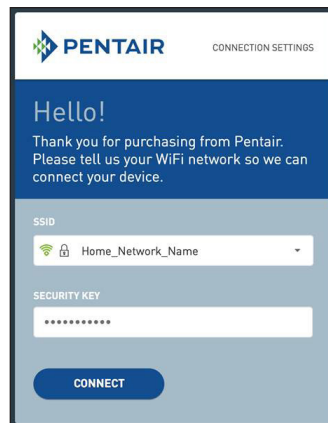 PENTAIR
CONNECTION SETTINGS
Hello!
Thank you for purchasing from Pentair.
Please tell us your WiFi network so we can
connect your device.
SSID
Home_Network_Name
SECURITY KEY
•••••••••••
CONNECT